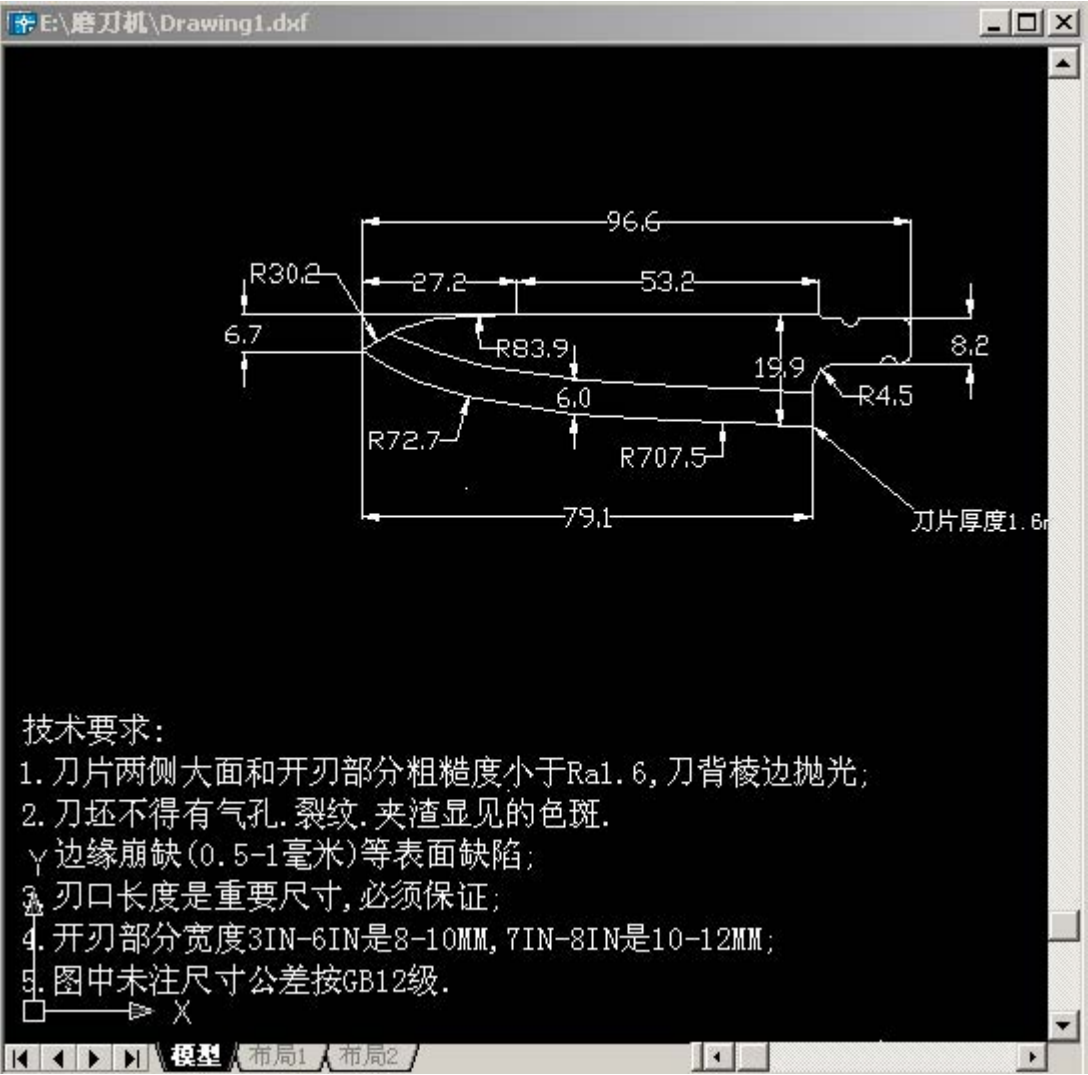 E:\磨刀机\Drawing1.dxf
96.6
R30.2
27.2
53.2
6.7
R83.9
8.2
19.9
6.0
R4.5
R72.7
R707.5
79.1
刀片厚度1.6
技术要求:
1.刀片两侧大面和开刃部分粗糙度小于Ra1.6,刀背棱边抛光;
2.刀坯不得有气孔.裂纹.夹渣显见的色斑.
Y
边缘崩缺(0.5-1毫米)等表面缺陷;
3.刃口长度是重要尺寸,必须保证;
4.开刃部分宽度3IN-6IN是8-10MM,7IN-8IN是10-12MM;
5.图中未注尺寸公差按GB12级.
X
模型 布局1 布局2